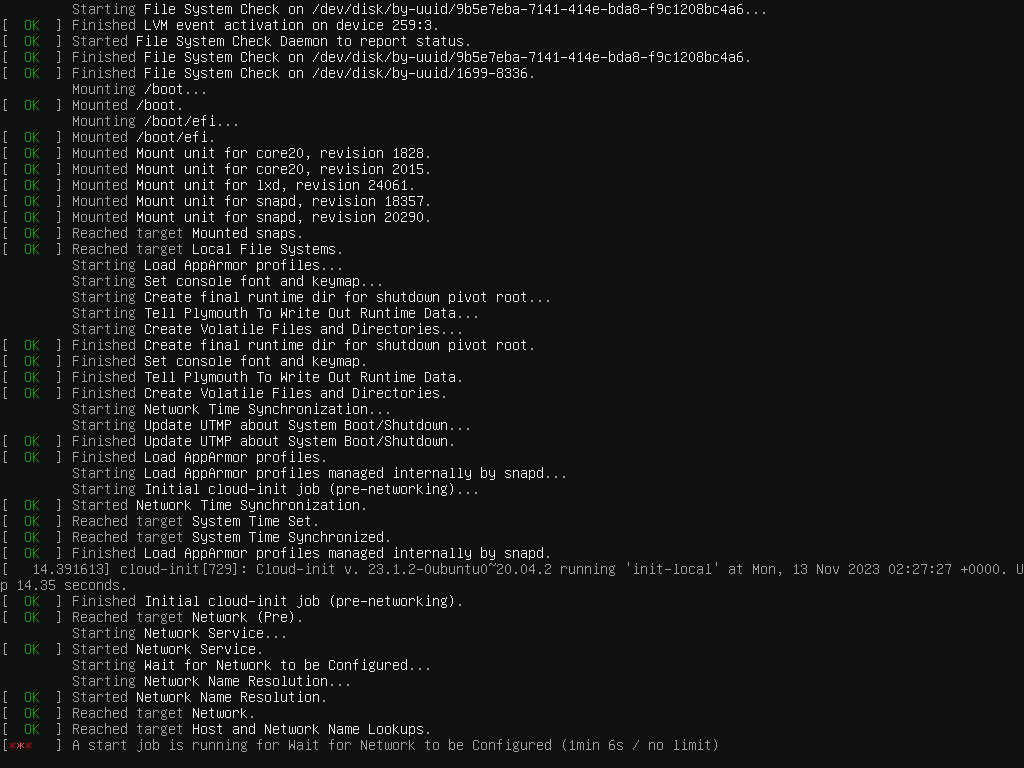 Starting File System Check on /dev/disk/by-uuid/9b5e7eba-7141-414e-bda8-f9c1208bc4a6...
[  OK  ] Finished LVM event activation on device 259:3.
[  OK  ] Started File System Check Daemon to report status.
[  OK  ] Finished File System Check on /dev/disk/by-uuid/9b5e7eba-7141-414e-bda8-f9c1208bc4a6.
[  OK  ] Finished File System Check on /dev/disk/by-uuid/1699-8336.
Mounting /boot...
[  OK  ] Mounted /boot.
Mounting /boot/efi...
[  OK  ] Mounted /boot/efi.
[  OK  ] Mounted Mount unit for core20, revision 1828.
[  OK  ] Mounted Mount unit for core20, revision 2015.
[  OK  ] Mounted Mount unit for lxd, revision 24061.
[  OK  ] Mounted Mount unit for snapd, revision 18357.
[  OK  ] Mounted Mount unit for snapd, revision 20290.
[  OK  ] Reached target Mounted snaps.
[  OK  ] Reached target Local File Systems.
Starting Load AppArmor profiles...
Starting Set console font and keymap...
Starting Create final runtime dir for shutdown pivot root...
Starting Tell Plymouth To Write Out Runtime Data...
Starting Create Volatile Files and Directories...
[  OK  ] Finished Create final runtime dir for shutdown pivot root.
[  OK  ] Finished Set console font and keymap.
[  OK  ] Finished Tell Plymouth To Write Out Runtime Data.
[  OK  ] Finished Create Volatile Files and Directories.
Starting Network Time Synchronization...
Starting Update UTMP about System Boot/Shutdown...
[  OK  ] Finished Update UTMP about System Boot/Shutdown.
[  OK  ] Finished Load AppArmor profiles.
Starting Load AppArmor profiles managed internally by snapd...
Starting Initial cloud-init job (pre-networking)...
[  OK  ] Started Network Time Synchronization.
[  OK  ] Reached target System Time Set.
[  OK  ] Reached target System Time Synchronized.
[  OK  ] Finished Load AppArmor profiles managed internally by snapd.
[   14.391613] cloud-init[729]: Cloud-init v. 23.1.2-0ubuntu0~20.04.2 running 'init-local' at Mon, 13 Nov 2023 02:27:27 +0000. U
p 14.35 seconds.
[  OK  ] Finished Initial cloud-init job (pre-networking).
[  OK  ] Reached target Network (Pre).
Starting Network Service...
[  OK  ] Started Network Service.
Starting Wait for Network to be Configured...
Starting Network Name Resolution...
[  OK  ] Started Network Name Resolution.
[  OK  ] Reached target Network.
[  OK  ] Reached target Host and Network Name Lookups.
[***   ] A start job is running for Wait for Network to be Configured (1min 6s / no limit)